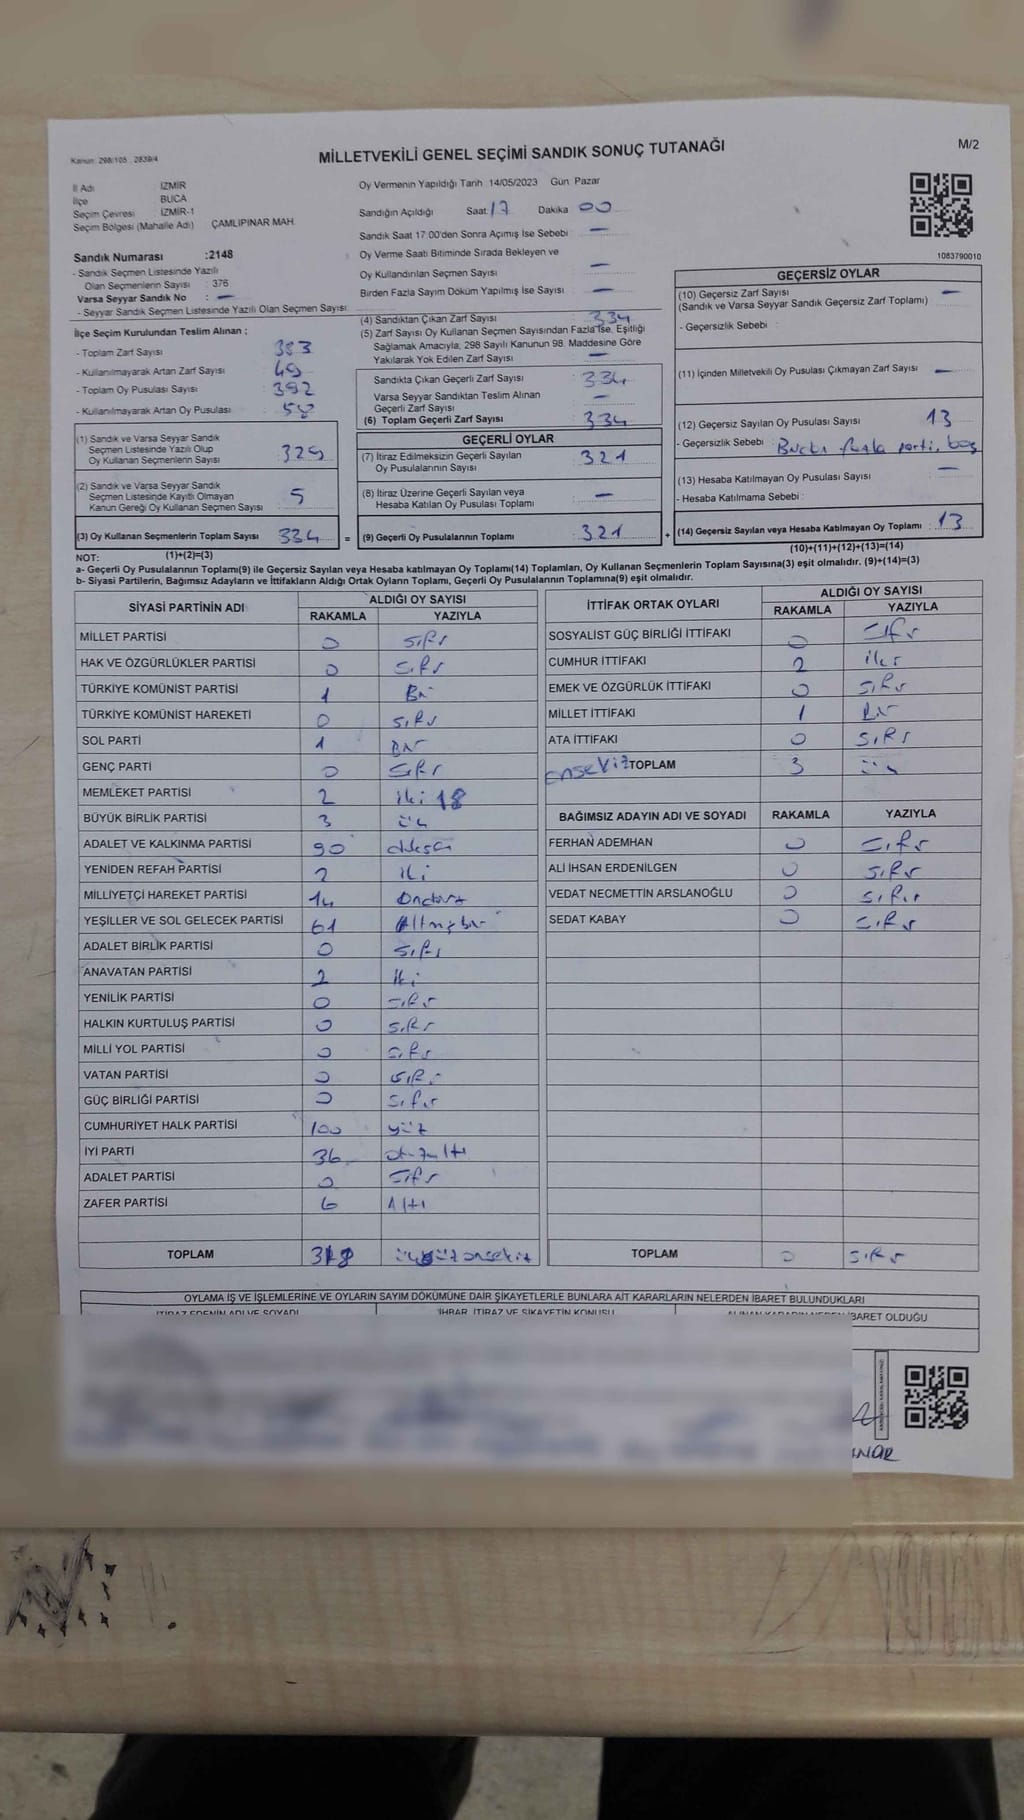 Kanun: 298/105 , 2839/4
MİLLETVEKİLİ GENEL SEÇİMİ SANDIK SONUÇ TUTANAĞI
M/2
İl Adı İZMİR
İlçe BUCA
Seçim Çevresi İZMİR-1
Seçim Bölgesi (Mahalle Adı) ÇAMLIPINAR MAH.
Sandık Numarası :2148
- Sandık Seçmen Listesinde Yazılı
Olan Seçmenlerin Sayısı : 376
Varsa Seyyar Sandık No : —
- Seyyar Sandık Seçmen Listesinde Yazılı Olan Seçmen Sayısı
Oy Vermenin Yapıldığı Tarih 14/05/2023 Gün: Pazar
Sandığın Açıldığı Saat 17 Dakika 00
Sandık Saat 17.00'den Sonra Açımış İse Sebebi —
Oy Verme Saati Bitiminde Sırada Bekleyen ve
Oy Kullandırılan Seçmen Sayısı —
Birden Fazla Sayım Döküm Yapılmış İse Sayısı —
1083790010
İlçe Seçim Kurulundan Teslim Alınan ;
- Toplam Zarf Sayısı 383
- Kullanılmayarak Artan Zarf Sayısı 49
- Toplam Oy Pusulası Sayısı 392
- Kullanılmayarak Artan Oy Pusulası 58
(1) Sandık ve Varsa Seyyar Sandık
Seçmen Listesinde Yazılı Olup
Oy Kullanan Seçmenlerin Sayısı 329
(2) Sandık ve Varsa Seyyar Sandık
Seçmen Listesinde Kayıtlı Olmayan
Kanun Gereği Oy Kullanan Seçmen Sayısı 5
(3) Oy Kullanan Seçmenlerin Toplam Sayısı 334 =
(1)+(2)=(3)
(4) Sandıktan Çıkan Zarf Sayısı 334
(5) Zarf Sayısı Oy Kullanan Seçmen Sayısından Fazla İse, Eşitliği
Sağlamak Amacıyla, 298 Sayılı Kanunun 98. Maddesine Göre
Yakılarak Yok Edilen Zarf Sayısı —
Sandıkta Çıkan Geçerli Zarf Sayısı : 334
Varsa Seyyar Sandıktan Teslim Alınan
Geçerli Zarf Sayısı —
(6) Toplam Geçerli Zarf Sayısı : 334
GEÇERLİ OYLAR
(7) İtiraz Edilmeksizin Geçerli Sayılan
Oy Pusulalarının Sayısı : 321
(8) İtiraz Üzerine Geçerli Sayılan veya
Hesaba Katılan Oy Pusulası Toplamı : —
(9) Geçerli Oy Pusulalarının Toplamı : 321 +
GEÇERSİZ OYLAR
(10) Geçersiz Zarf Sayısı —
(Sandık ve Varsa Seyyar Sandık Geçersiz Zarf Toplamı)
- Geçersizlik Sebebi :
(11) İçinden Milletvekili Oy Pusulası Çıkmayan Zarf Sayısı —
(12) Geçersiz Sayılan Oy Pusulası Sayısı 13
- Geçersizlik Sebebi : fazla parti, boş
(13) Hesaba Katılmayan Oy Pusulası Sayısı —
- Hesaba Katılmama Sebebi :
(14) Geçersiz Sayılan veya Hesaba Katılmayan Oy Toplamı : 13
(10)+(11)+(12)+(13)=(14)
NOT:
a- Geçerli Oy Pusulalarının Toplamı(9) ile Geçersiz Sayılan veya Hesaba katılmayan Oy Toplamı(14) Toplamları, Oy Kullanan Seçmenlerin Toplam Sayısına(3) eşit olmalıdır. (9)+(14)=(3)
b- Siyasi Partilerin, Bağımsız Adayların ve İttifakların Aldığı Ortak Oyların Toplamı, Geçerli Oy Pusulalarının Toplamına(9) eşit olmalıdır.
SİYASİ PARTİNİN ADI ALDIĞI OY SAYISI
RAKAMLA YAZIYLA
MİLLET PARTİSİ 0 sıfır
HAK VE ÖZGÜRLÜKLER PARTİSİ 0 sıfır
TÜRKİYE KOMÜNİST PARTİSİ 1 Bir
TÜRKİYE KOMÜNİST HAREKETİ 0 sıfır
SOL PARTİ 1 Bir
GENÇ PARTİ 0 sıfır
MEMLEKET PARTİSİ 2 iki 18
BÜYÜK BİRLİK PARTİSİ 3 üç
ADALET VE KALKINMA PARTİSİ 90
YENİDEN REFAH PARTİSİ 2 iki
MİLLİYETÇİ HAREKET PARTİSİ 14 Ondört
YEŞİLLER VE SOL GELECEK PARTİSİ 61 Altmışbir
ADALET BİRLİK PARTİSİ 0 sıfır
ANAVATAN PARTİSİ 2 iki
YENİLİK PARTİSİ 0 sıfır
HALKIN KURTULUŞ PARTİSİ 0 sıfır
MİLLİ YOL PARTİSİ 0 sıfır
VATAN PARTİSİ 0 sıfır
GÜÇ BİRLİĞİ PARTİSİ 0 sıfır
CUMHURİYET HALK PARTİSİ 100 yüz
İYİ PARTİ 36 otuzaltı
ADALET PARTİSİ 0 sıfır
ZAFER PARTİSİ 6 Altı
TOPLAM 318 üçyüzonsekiz
İTTİFAK ORTAK OYLARI ALDIĞI OY SAYISI
RAKAMLA YAZIYLA
SOSYALİST GÜÇ BİRLİĞİ İTTİFAKI 0 sıfır
CUMHUR İTTİFAKI 2 iki
EMEK VE ÖZGÜRLÜK İTTİFAKI 0 sıfır
MİLLET İTTİFAKI 1 Bir
ATA İTTİFAKI 0 sıfır
onsekiz TOPLAM 3 üç
BAĞIMSIZ ADAYIN ADI VE SOYADI RAKAMLA YAZIYLA
FERHAN ADEMHAN 0 sıfır
ALİ İHSAN ERDENİLGEN 0 sıfır
VEDAT NECMETTİN ARSLANOĞLU 0 sıfır
SEDAT KABAY 0 sıfır
TOPLAM 0 sıfır
OYLAMA İŞ VE İŞLEMLERİNE VE OYLARIN SAYIM DÖKÜMÜNE DAİR ŞİKAYETLERLE BUNLARA AİT KARARLARIN NELERDEN İBARET BULUNDUKLARI
İTİRAZ EDENİN ADI VE SOYADI İHBAR, İTİRAZ VE ŞİKAYETİN KONUSU
İBARET OLDUĞU